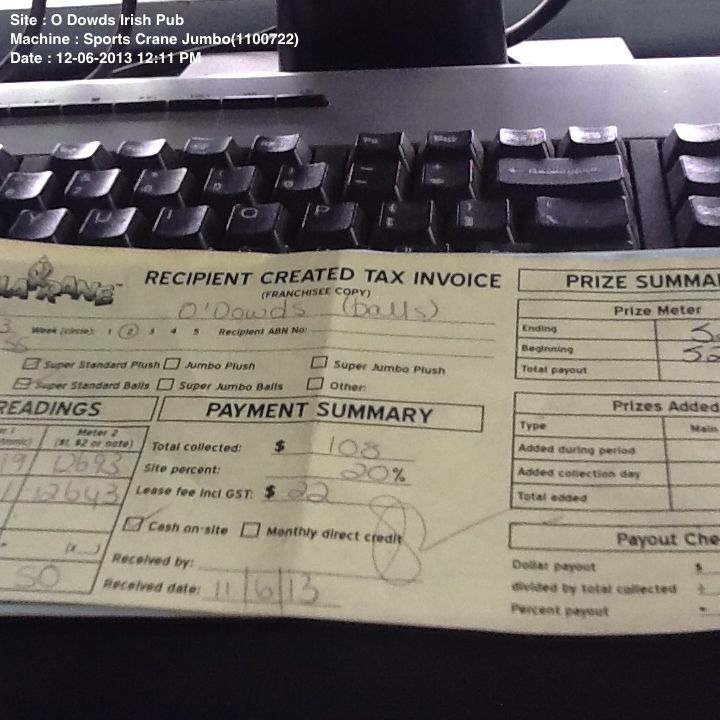 Site : O Dowds Irish Pub
Machine : Sports Crane Jumbo(1100722)
Date : 12-06-2013 12:11 PM
RECIPIENT CREATED TAX INVOICE
(FRANCHISEE COPY)
O'Dowds (balls)
Week (circle): 1 2 3 4 5 Recipient ABN No:
Super Standard Plush Jumbo Plush Super Jumbo Plush
Super Standard Balls Super Jumbo Balls Other:
READINGS
Meter 2
($1, $2 or note)
12693
12643
50
PAYMENT SUMMARY
Total collected: $ 108
Site percent: 20%
Lease fee incl GST: $ 22
Cash on-site Monthly direct credit
Received by:
Received date: 11/6/13
PRIZE SUMMA
Prize Meter
Ending
Beginning
Total payout
Prizes Added
Type Main
Added during period
Added collection day
Total added
Payout Che
Dollar payout $
divided by total collected ÷
Percent payout =